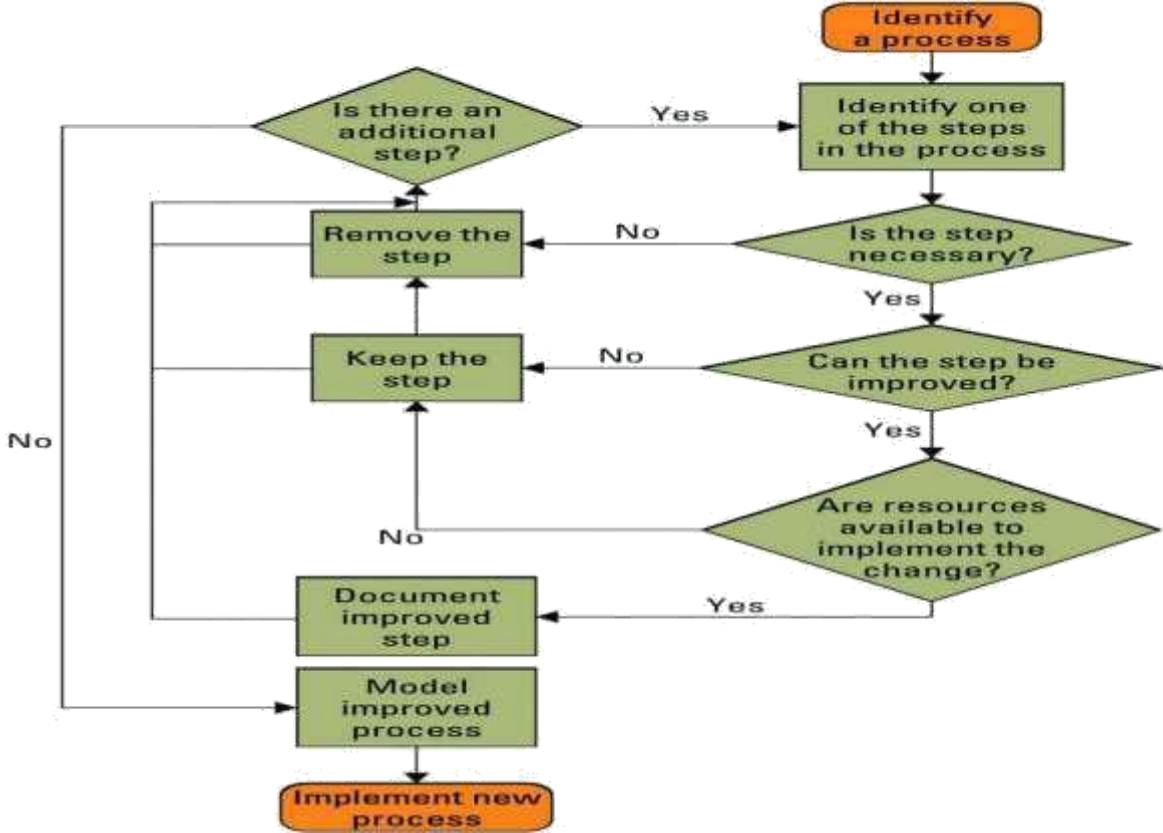 Identify
a process
Is there an
additional
step?
Yes
Identify one
of the steps
in the process
Remove the
step
No
Is the step
necessary?
Yes
Keep the
step
No
Can the step be
improved?
No
Yes
Are resources
available to
implement the
change?
No
Document
improved
step
Yes
Model
improved
process
Implement new
process